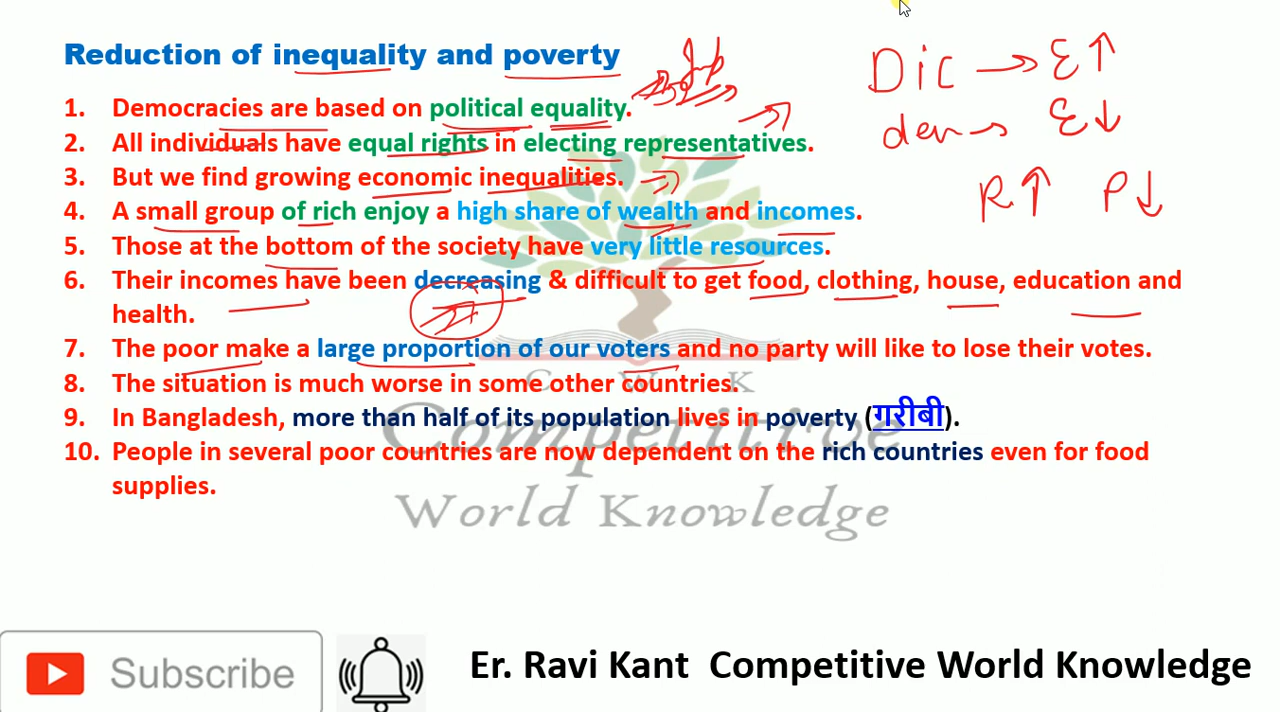 Reduction of inequality and poverty
1. Democracies are based on political equality.
2. All individuals have equal rights in electing representatives.
3. But we find growing economic inequalities.
4. A small group of rich enjoy a high share of wealth and incomes.
5. Those at the bottom of the society have very little resources.
6. Their incomes have been decreasing & difficult to get food, clothing, house, education and
health.
7. The poor make a large proportion of our voters and no party will like to lose their votes.
8. The situation is much worse in some other countries.
9. In Bangladesh, more than half of its population lives in poverty (गरीबी).
10. People in several poor countries are now dependent on the rich countries even for food
supplies.
Dic → E ↑
dem → E ↓
R ↑ P ↓
C W K
Competitive
World Knowledge
Subscribe
Er. Ravi Kant Competitive World Knowledge